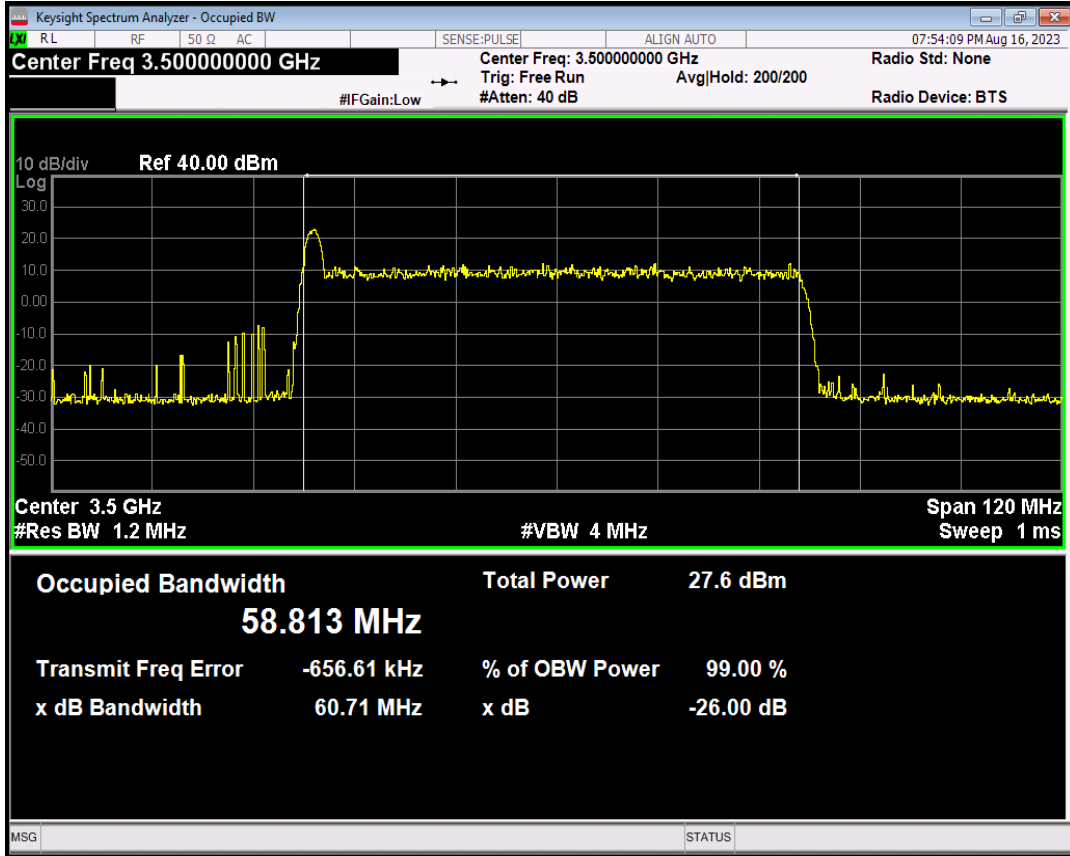 Keysight Spectrum Analyzer - Occupied BW
LXI RL RF 50 Ω AC SENSE:PULSE ALIGN AUTO 07:54:09 PM Aug 16, 2023
Center Freq 3.500000000 GHz
Center Freq: 3.500000000 GHz
Radio Std: None
Trig: Free Run
Avg|Hold: 200/200
#IFGain:Low
#Atten: 40 dB
Radio Device: BTS
10 dB/div
Ref 40.00 dBm
Log
30.0
20.0
10.0
0.00
-10.0
-20.0
-30.0
-40.0
-50.0
Center 3.5 GHz
Span 120 MHz
#Res BW 1.2 MHz
#VBW 4 MHz
Sweep 1 ms
Occupied Bandwidth
Total Power 27.6 dBm
58.813 MHz
Transmit Freq Error -656.61 kHz
% of OBW Power 99.00 %
x dB Bandwidth 60.71 MHz
x dB -26.00 dB
MSG
STATUS